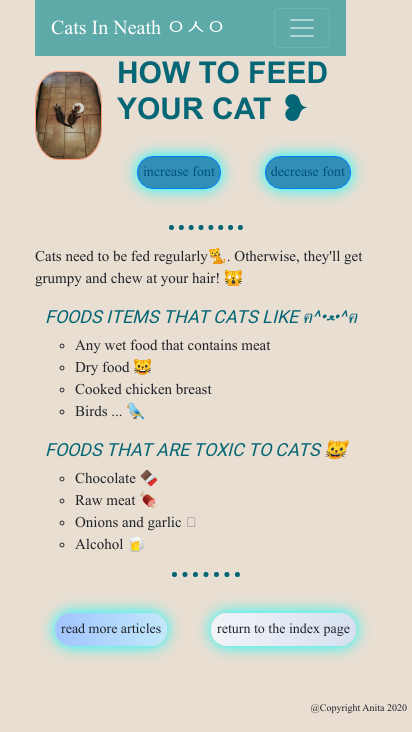 Cats In Neath ㅇㅅㅇ
HOW TO FEED
YOUR CAT ❥
increase font
decrease font
Cats need to be fed regularly🐈. Otherwise, they'll get
grumpy and chew at your hair! 🙀
FOODS ITEMS THAT CATS LIKE ฅ^•ﻌ•^ฅ
Any wet food that contains meat
Dry food 😺
Cooked chicken breast
Birds ... 🐦
FOODS THAT ARE TOXIC TO CATS 😼
Chocolate 🍫
Raw meat 🍖
Onions and garlic
Alcohol 🍺
read more articles
return to the index page
@Copyright Anita 2020